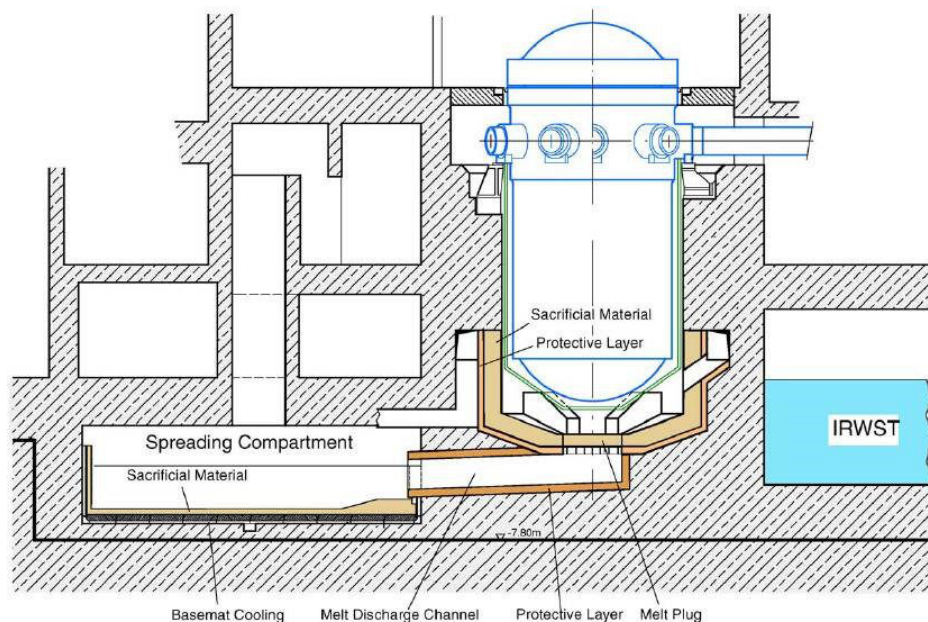 Sacrificial Material
Protective Layer
IRWST
Spreading Compartment
Sacrificial Material
-7.80m
Basemat Cooling
Melt Discharge Channel
Protective Layer
Melt Plug